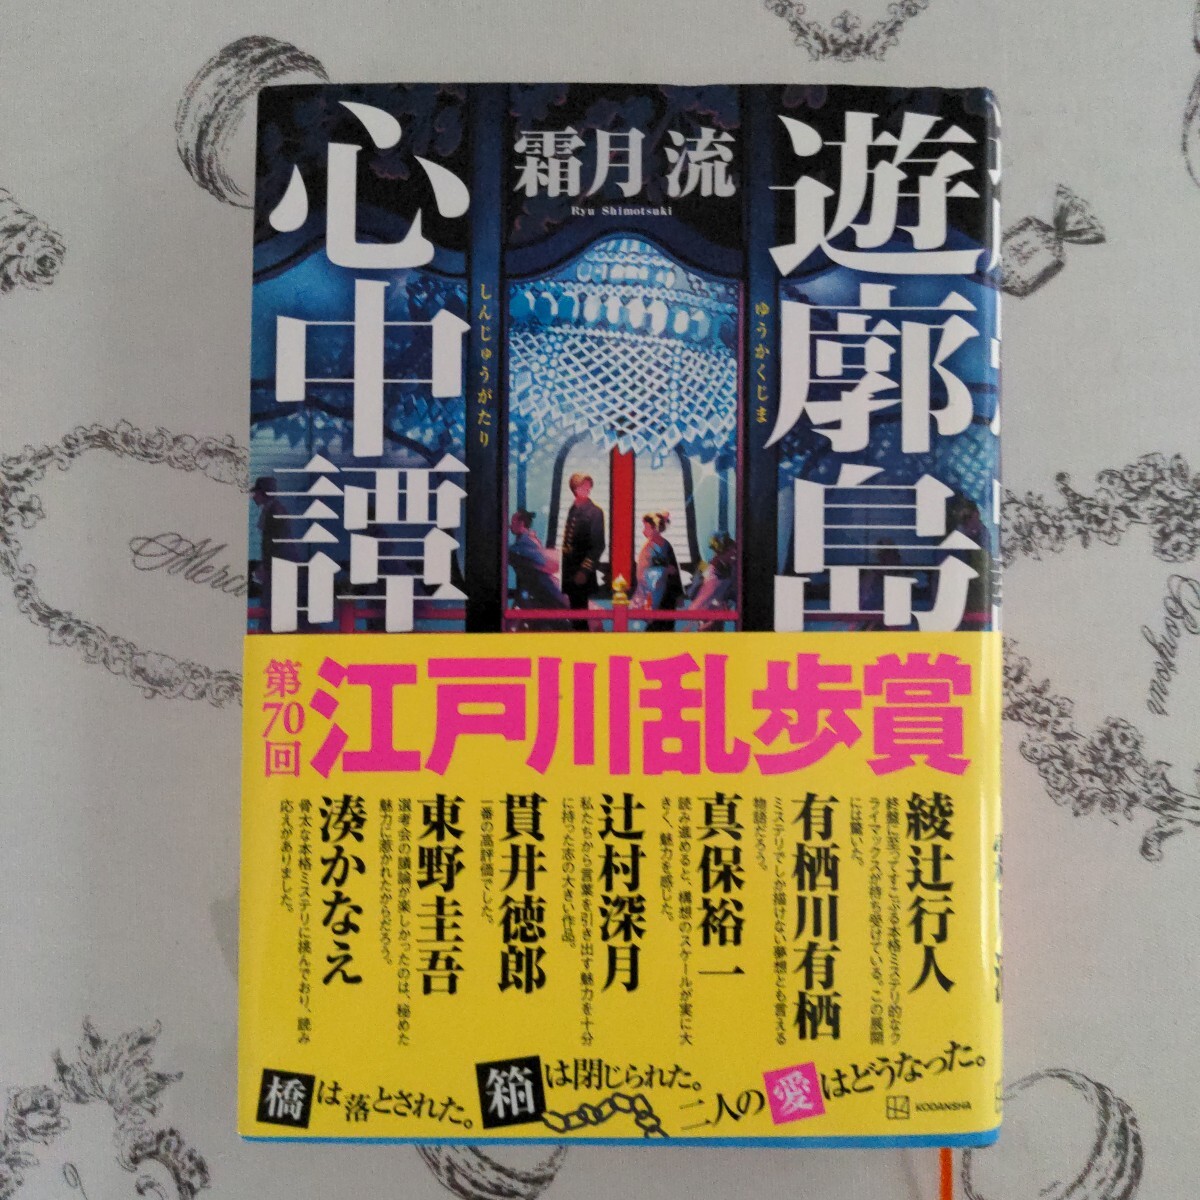 遊廓島
ゆうかくじま
心中譚
しんじゅうがたり
霜月 流
Ryu Shimotsuki
第70回
江戸川乱歩賞
綾辻行人
終盤に至ってすこぶる本格ミステリ的なク
ライマックスが待ち受けている。この展開
には驚いた。
有栖川有栖
ミステリでしか描けない夢想とも言える
物語だろう。
真保裕一
読み進めると、構想のスケールが実に大
きく、魅力を感じた。
辻村深月
私たちから言葉を引き出す魅力を十分
に持った志の大きい作品。
貫井徳郎
一番の高評価でした。
東野圭吾
選考会の議論が楽しかったのは、秘めた
魅力に惹かれたからだろう。
湊かなえ
骨太な本格ミステリに挑んでおり、読み
応えがありました。
橋は落とされた。
箱は閉じられた。
二人の愛はどうなった。
KODANSHA